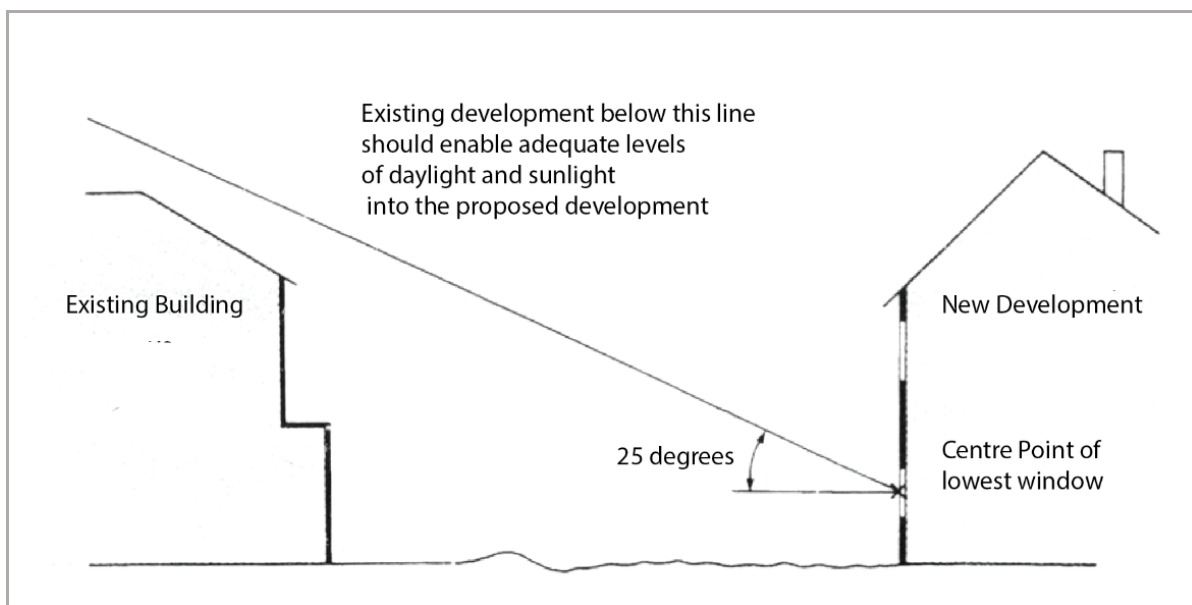 Existing development below this line
should enable adequate levels
of daylight and sunlight
into the proposed development
Existing Building
New Development
25 degrees
Centre Point of
lowest window